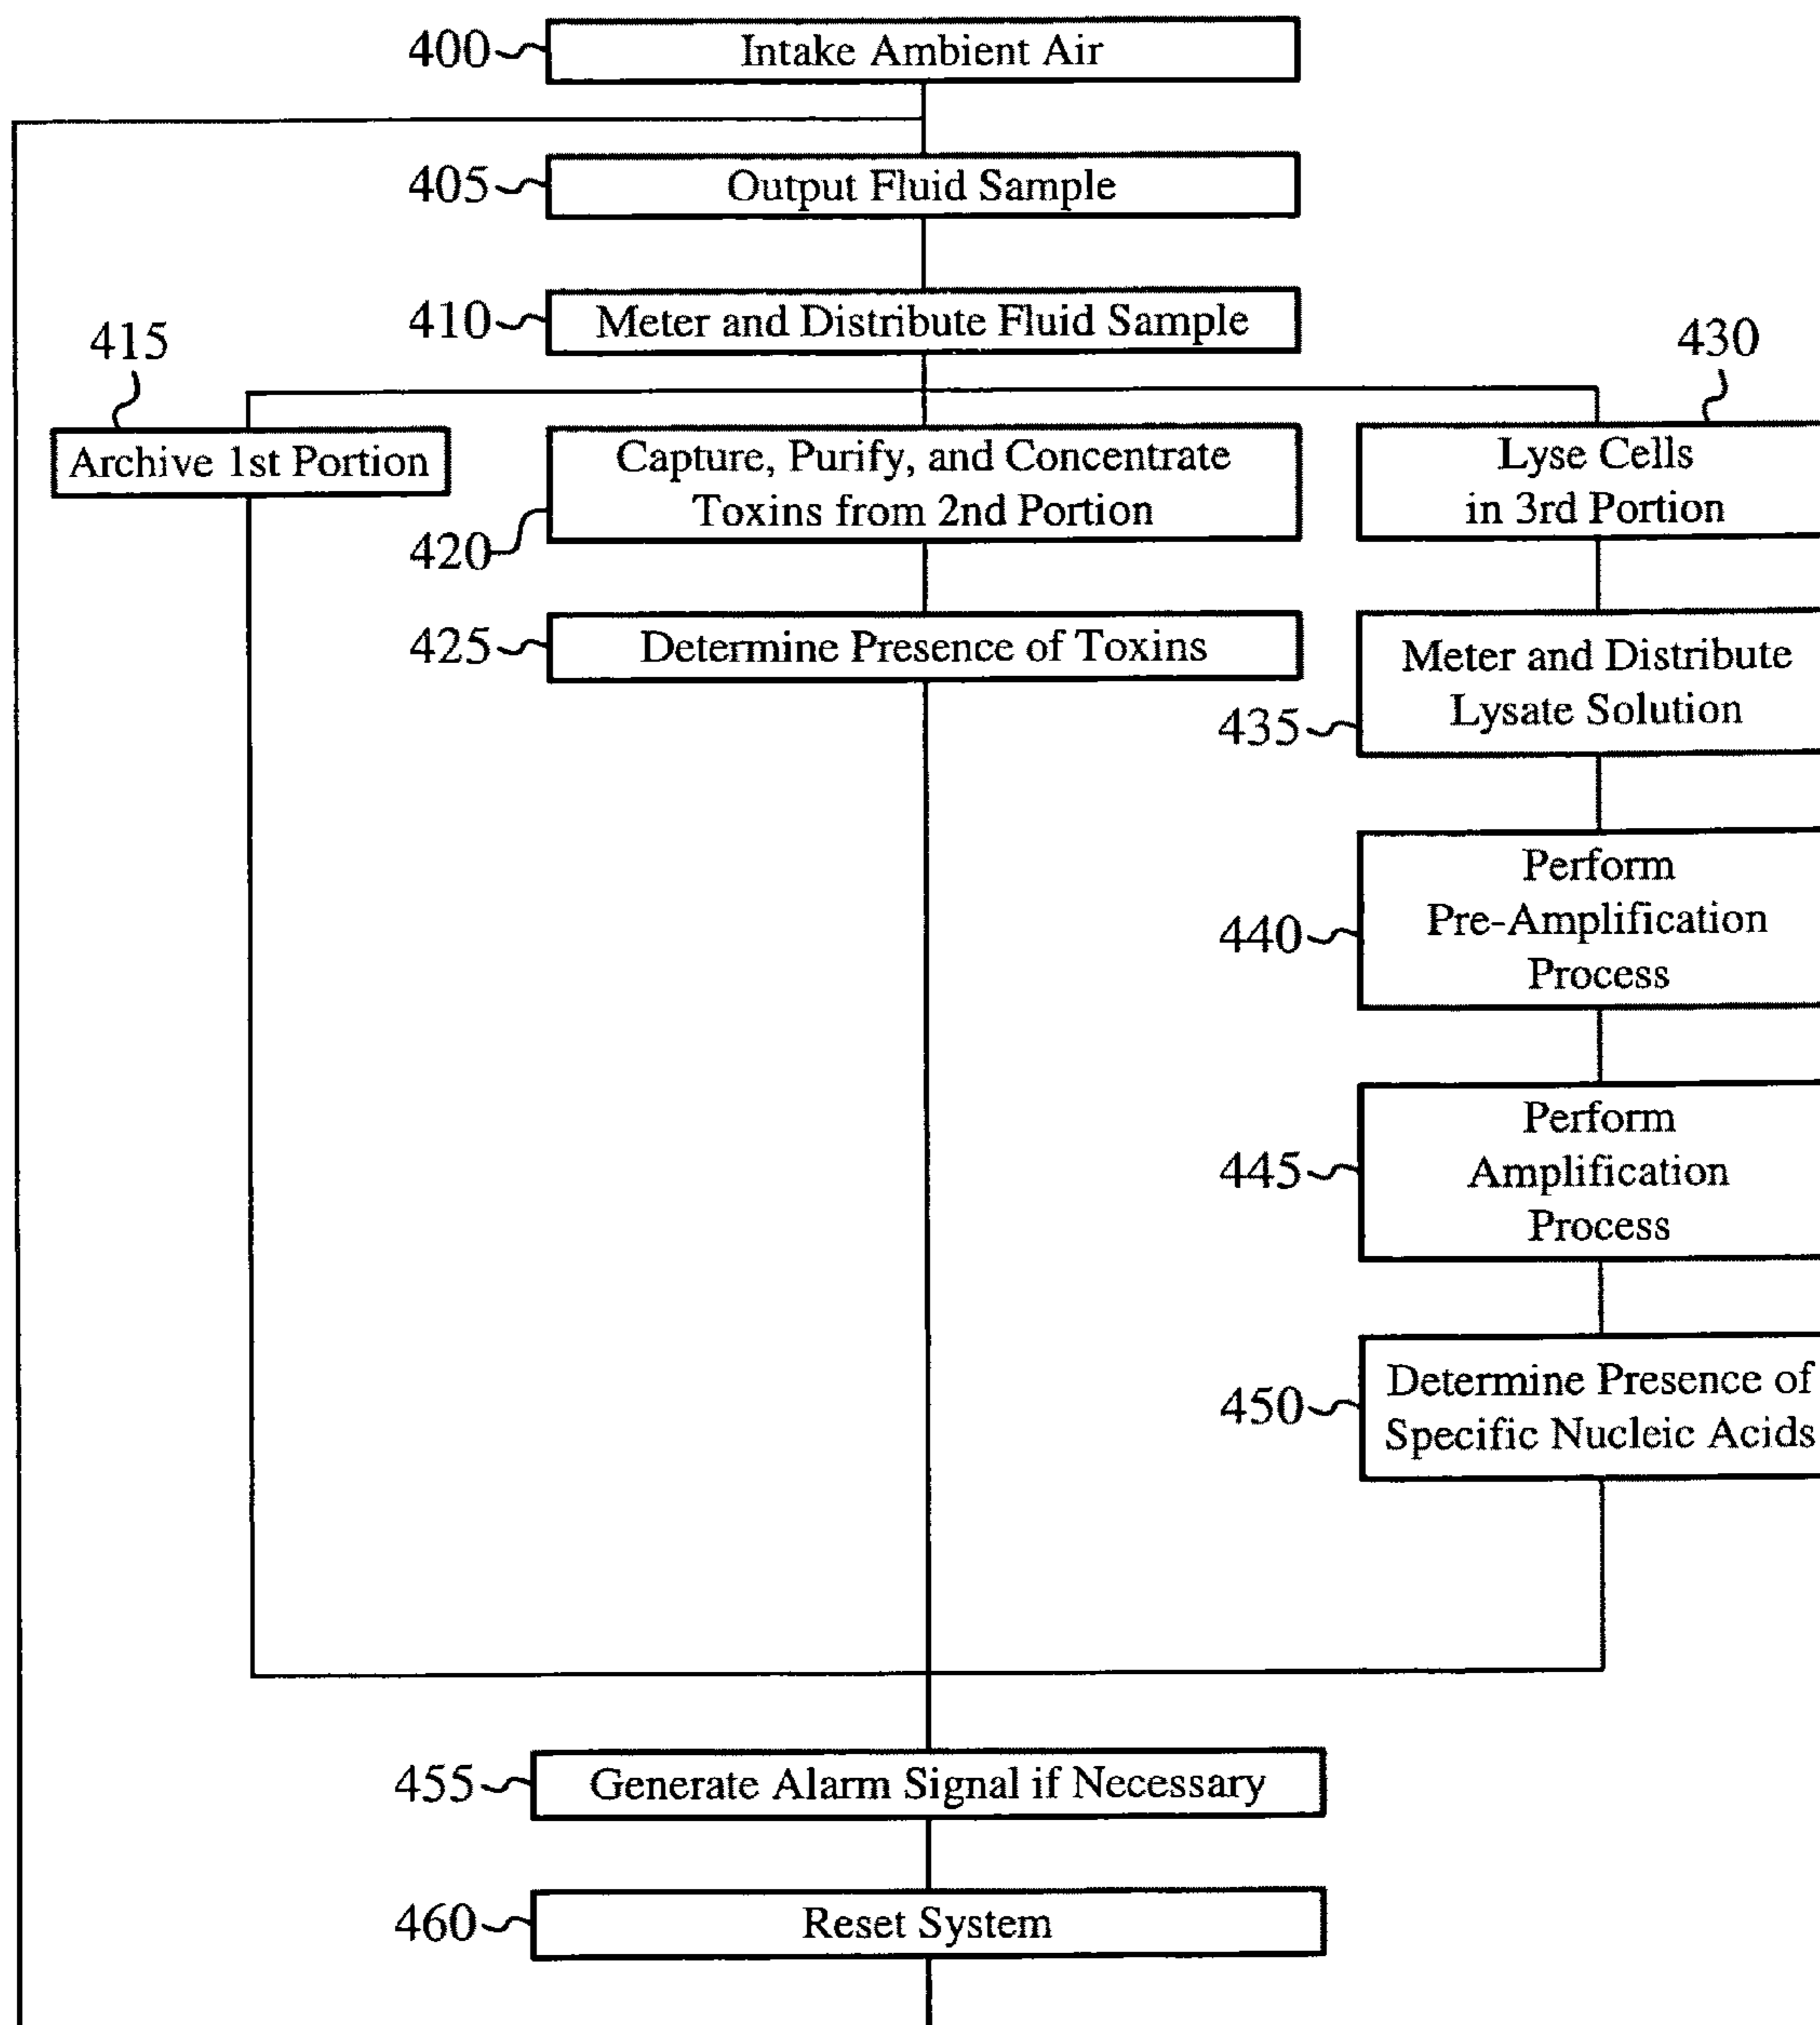 400
Intake Ambient Air
405
Output Fluid Sample
410
Meter and Distribute Fluid Sample
415
430
Archive 1st Portion
Capture, Purify, and Concentrate
Toxins from 2nd Portion
420
Lyse Cells
in 3rd Portion
425
Determine Presence of Toxins
Meter and Distribute
Lysate Solution
435
Perform
Pre-Amplification
Process
440
Perform
Amplification
Process
445
Determine Presence of
Specific Nucleic Acids
450
455
Generate Alarm Signal if Necessary
460
Reset System